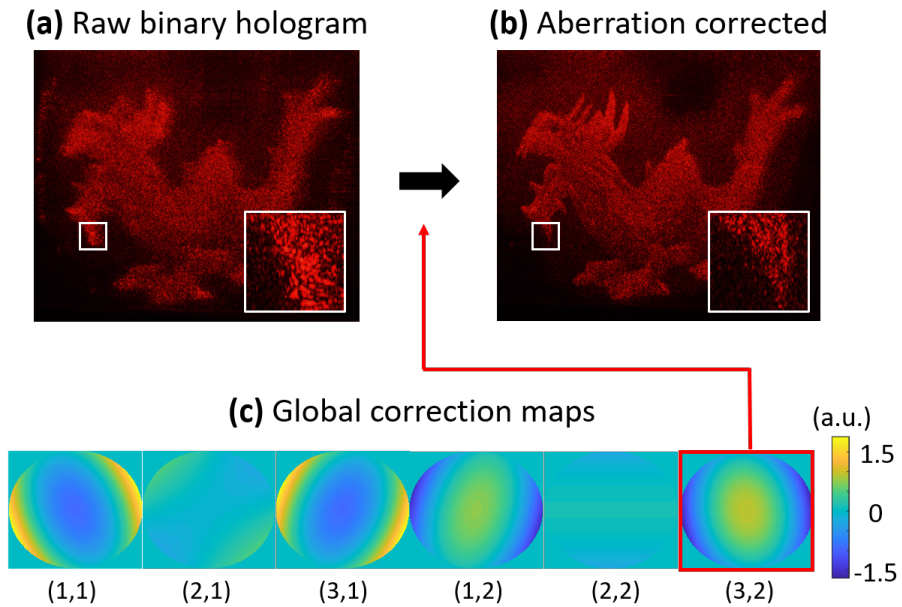 (a) Raw binary hologram
(b) Aberration corrected
(c) Global correction maps
(a.u.)
1.5
0
-1.5
(1,1) (2,1) (3,1) (1,2) (2,2) (3,2)